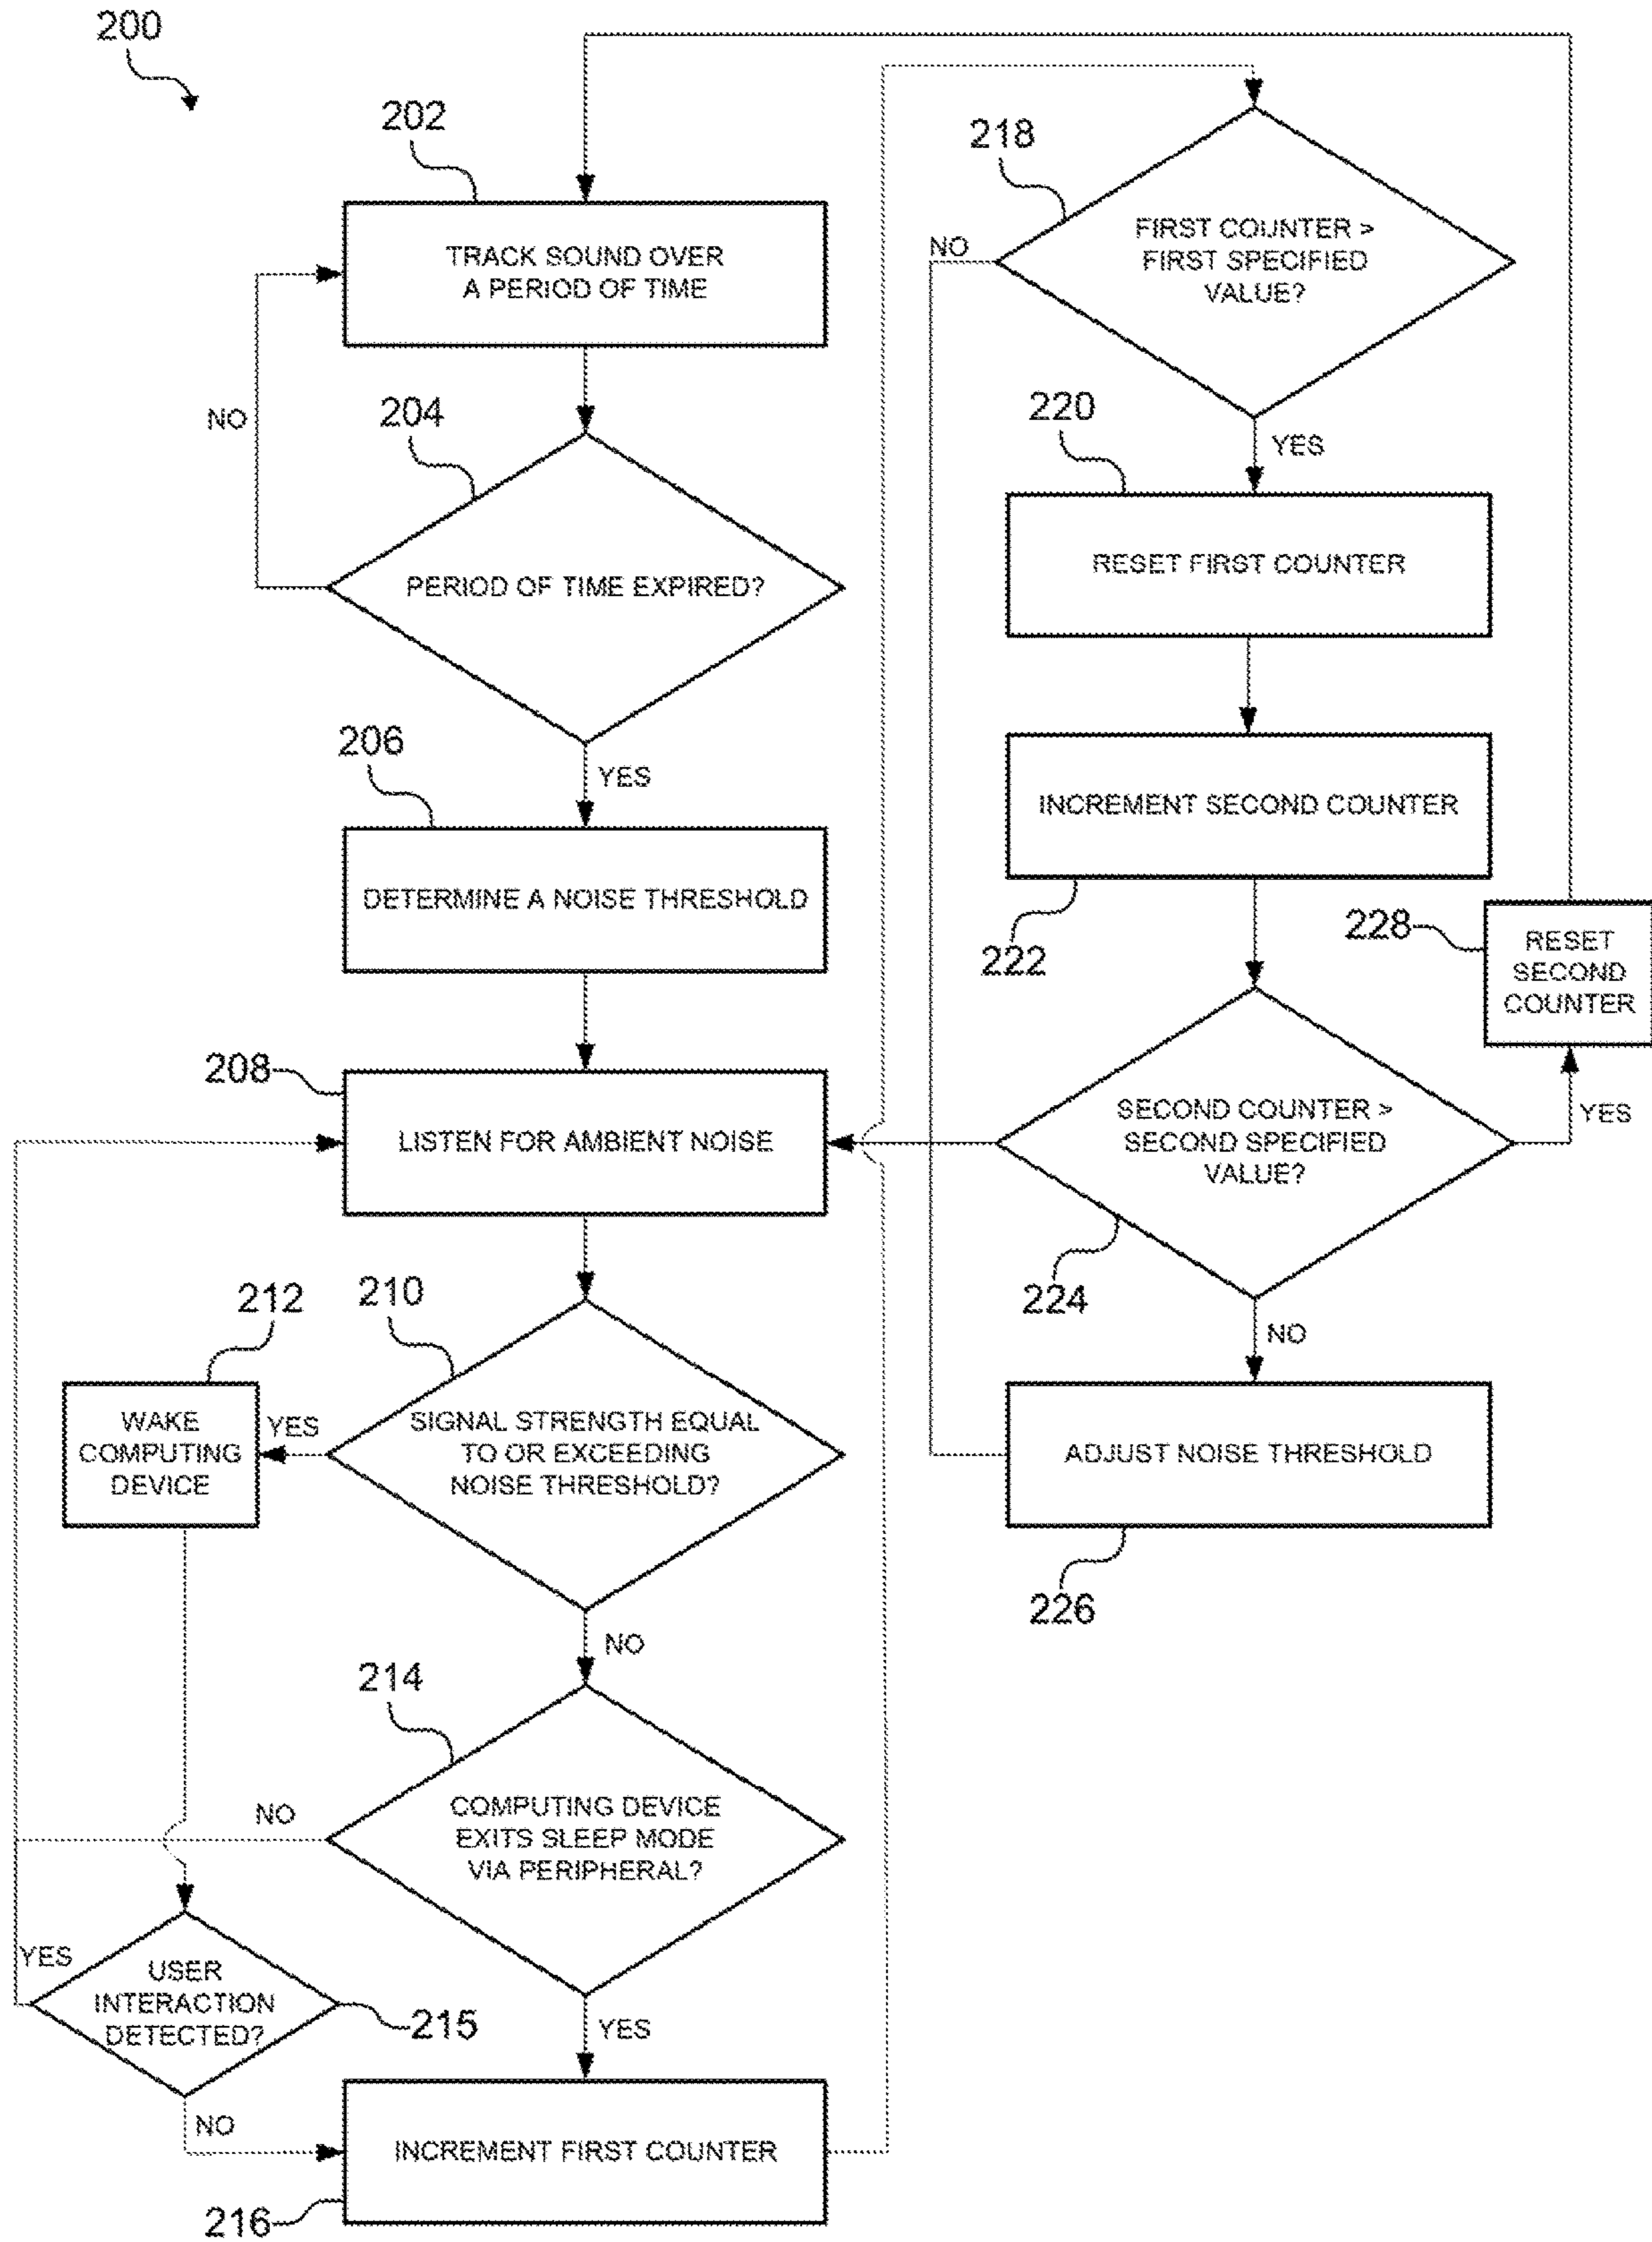 200
202
TRACK SOUND OVER
A PERIOD OF TIME
NO
204
PERIOD OF TIME EXPIRED?
YES
206
DETERMINE A NOISE THRESHOLD
208
LISTEN FOR AMBIENT NOISE
210
SIGNAL STRENGTH EQUAL
TO OR EXCEEDING
NOISE THRESHOLD?
YES
212
WAKE
COMPUTING
DEVICE
NO
214
COMPUTING DEVICE
EXITS SLEEP MODE
VIA PERIPHERAL?
NO
YES
USER
INTERACTION
DETECTED?
215
YES
NO
INCREMENT FIRST COUNTER
216
218
FIRST COUNTER >
FIRST SPECIFIED
VALUE?
NO
YES
220
RESET FIRST COUNTER
INCREMENT SECOND COUNTER
222
228
RESET
SECOND
COUNTER
SECOND COUNTER >
SECOND SPECIFIED
VALUE?
YES
224
NO
ADJUST NOISE THRESHOLD
226